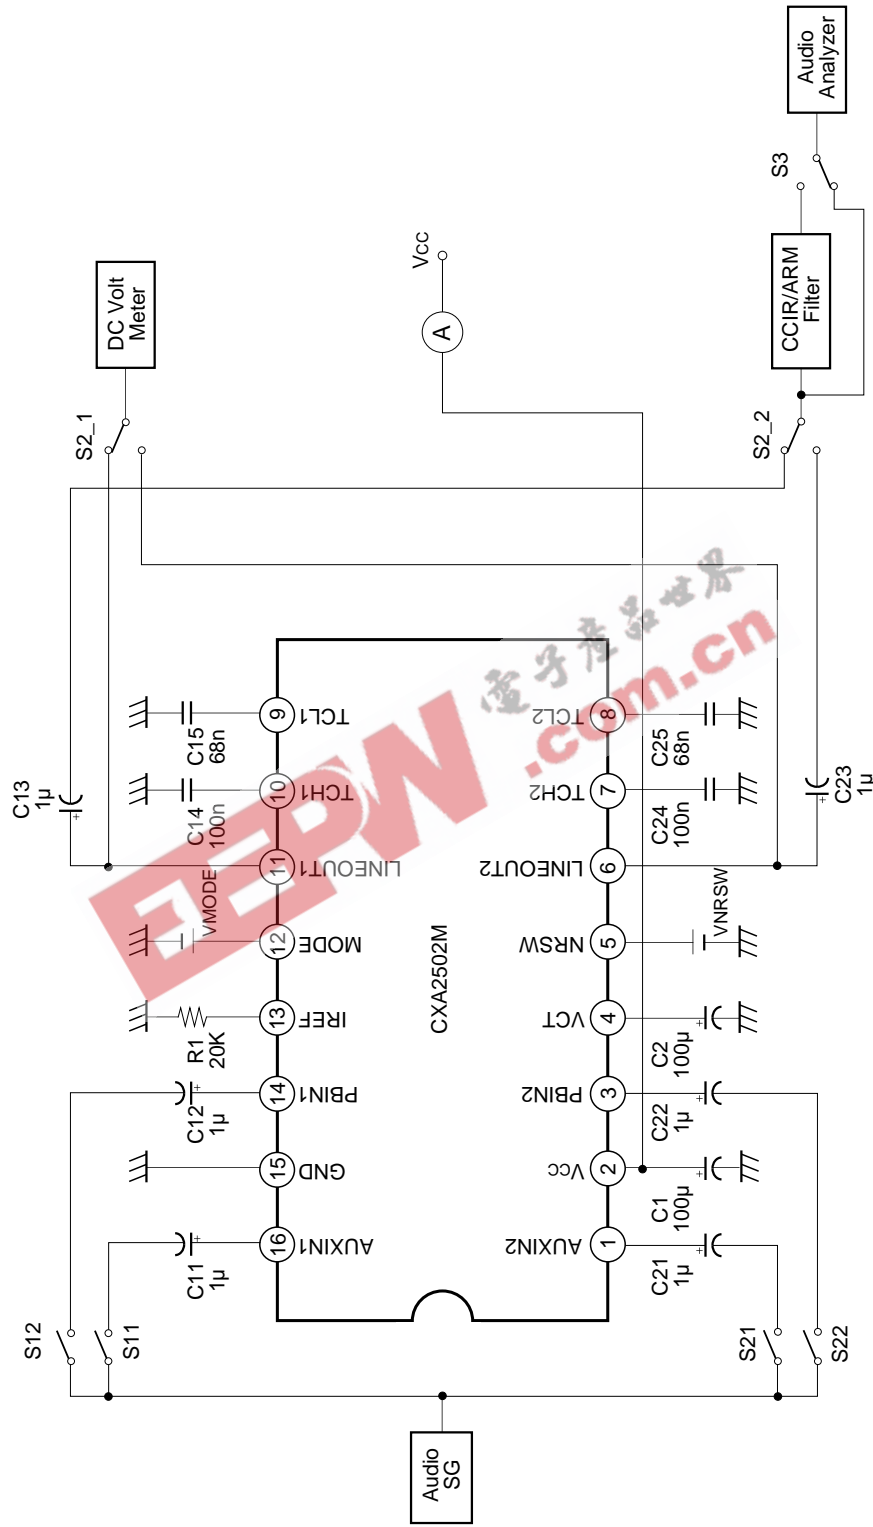 Audio
Analyzer
S3
CCIR/ARM
Filter
DC Volt
Meter
Vcc
A
S2_1
S2_2
9
TCL1
C15
68n
10
TCH1
C14
100n
C13
1µ
11
LINEOUT1
12
MODE
VMODE
13
IREF
R1
20K
14
PBIN1
C12
1µ
15
GND
16
AUXIN1
C11
1µ
CXA2502M
8
TCL2
C25
68n
7
TCH2
C24
100n
C23
1µ
6
LINEOUT2
5
NRSW
VNRSW
4
VCT
C2
100µ
3
PBIN2
C22
1µ
2
Vcc
C1
100µ
1
AUXIN2
C21
1µ
S12
S11
S21
S22
Audio
SG
EEPW
.com.cn
電子產品世界